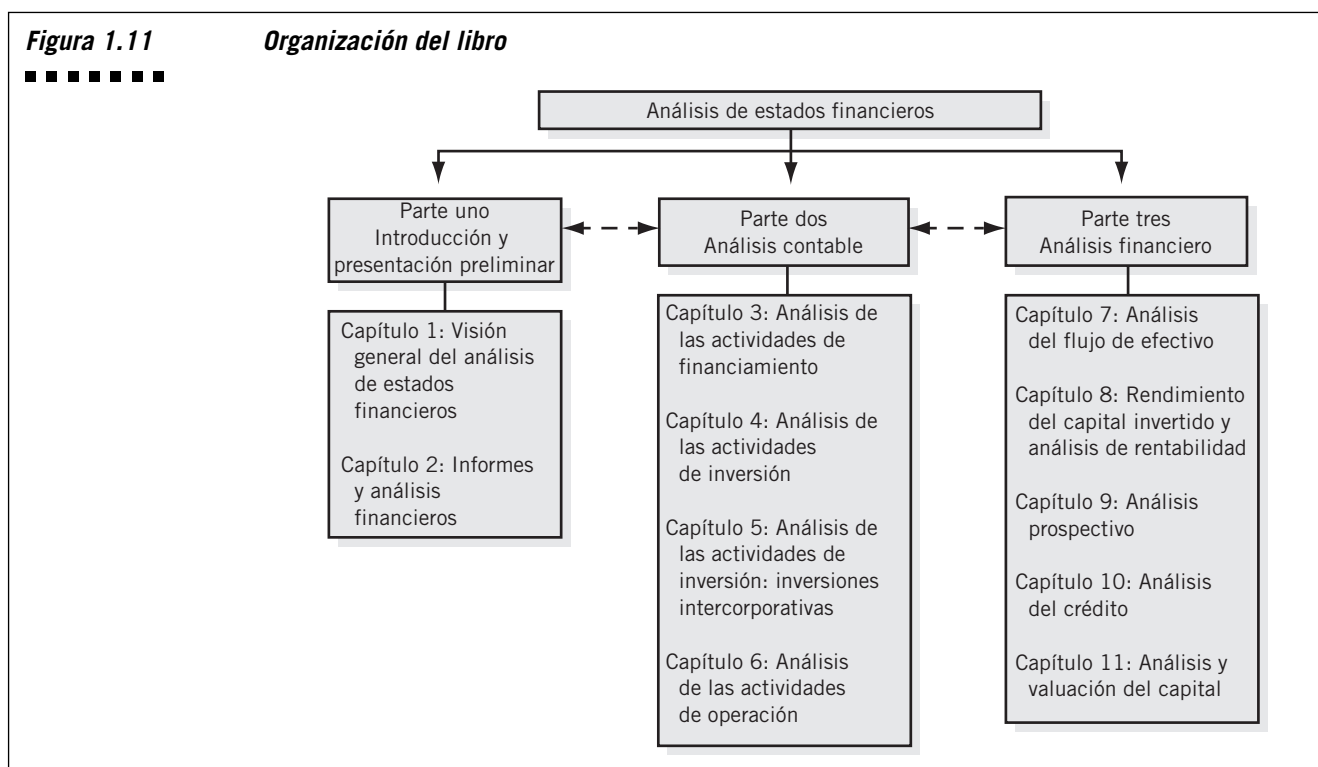 Figura 1.11 Organización del libro
Análisis de estados financieros
Parte uno
Introducción y
presentación preliminar
Parte dos
Análisis contable
Parte tres
Análisis financiero
Capítulo 1: Visión
general del análisis
de estados
financieros
Capítulo 2: Informes
y análisis
financieros
Capítulo 3: Análisis de
las actividades de
financiamiento
Capítulo 4: Análisis de
las actividades
de inversión
Capítulo 5: Análisis de
las actividades de
inversión: inversiones
intercorporativas
Capítulo 6: Análisis
de las actividades
de operación
Capítulo 7: Análisis
del flujo de efectivo
Capítulo 8: Rendimiento
del capital invertido y
análisis de rentabilidad
Capítulo 9: Análisis
prospectivo
Capítulo 10: Análisis
del crédito
Capítulo 11: Análisis y
valuación del capital